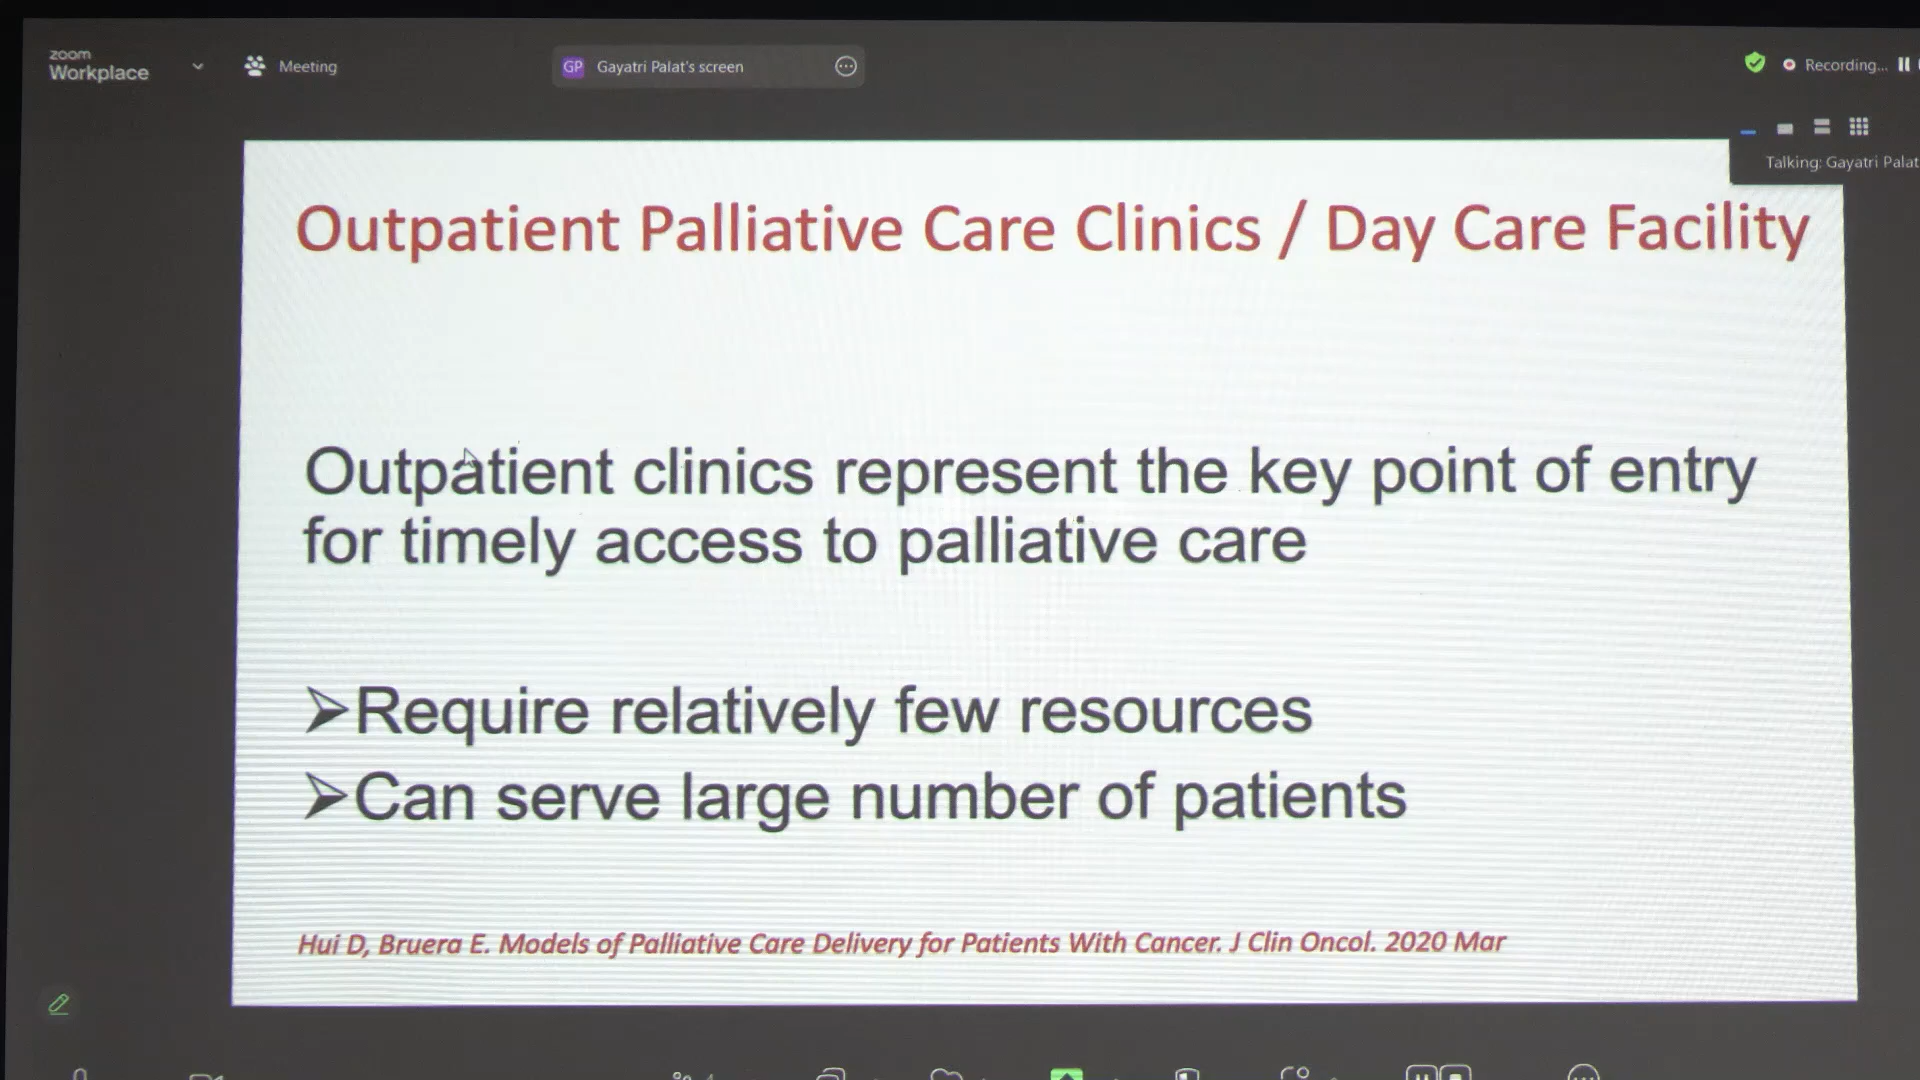 zoom
Workplace
Meeting
GP Gayatri Palat's screen
Recording...
Talking: Gayatri Palat
Outpatient Palliative Care Clinics / Day Care Facility
Outpatient clinics represent the key point of entry
for timely access to palliative care
➢Require relatively few resources
➢Can serve large number of patients
Hui D, Bruera E. Models of Palliative Care Delivery for Patients With Cancer. J Clin Oncol. 2020 Mar